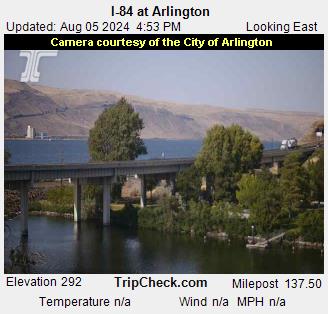 I-84 at Arlington
Updated: Aug 05 2024 4:53 PM Looking East
Camera courtesy of the City of Arlington
Elevation 292 TripCheck.com Milepost 137.50
Temperature n/a Wind n/a MPH n/a